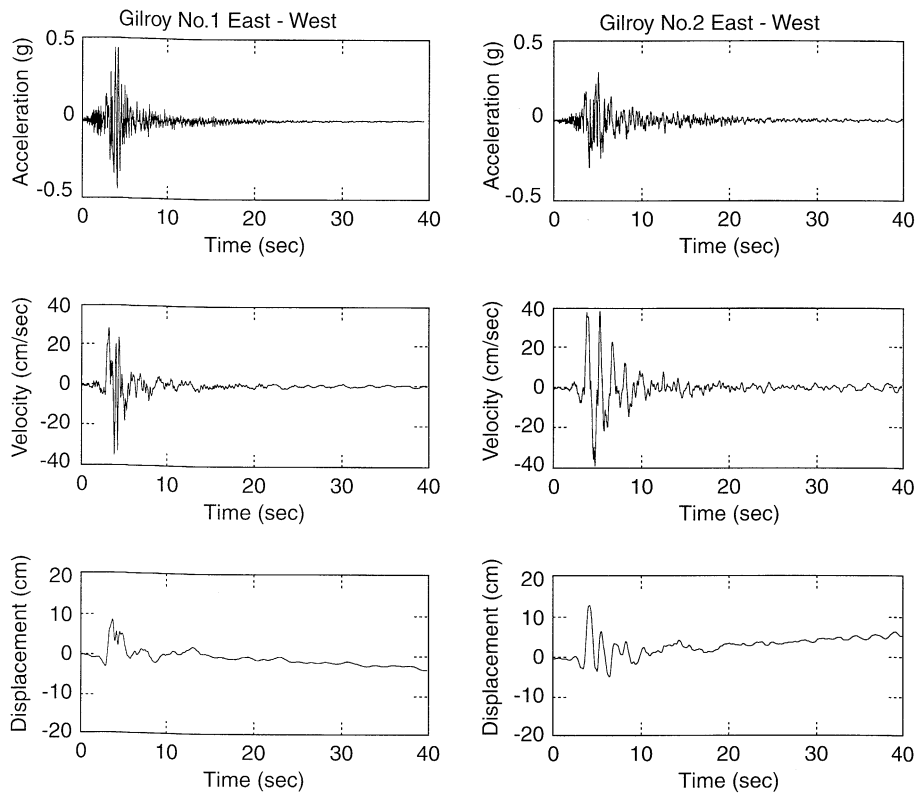 Gilroy No.1 East - West
Acceleration (g)
0.5
0
-0.5
0 10 20 30 40
Time (sec)
Velocity (cm/sec)
40
20
0
-20
-40
0 10 20 30 40
Time (sec)
Displacement (cm)
20
10
0
-10
-20
0 10 20 30 40
Time (sec)
Gilroy No.2 East - West
Acceleration (g)
0.5
0
0.5
0 10 20 30 40
Time (sec)
Velocity (cm/sec)
40
20
0
-20
-40
0 10 20 30 40
Time (sec)
Displacement (cm)
20
10
0
-10
-20
0 10 20 30 40
Time (sec)